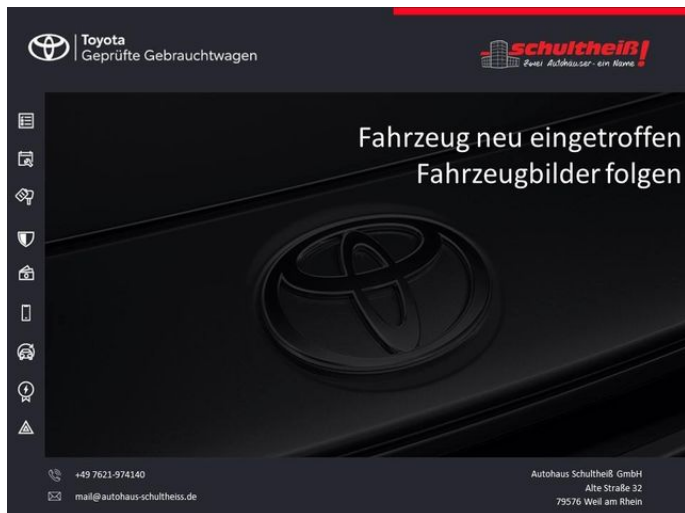 Toyota
Geprüfte Gebrauchtwagen
schultheiß!
Zwei Autohäuser - ein Name
Fahrzeug neu eingetroffen
Fahrzeugbilder folgen
+49 7621-974140
mail@autohaus-schultheiss.de
Autohaus Schultheiß GmbH
Alte Straße 32
79576 Weil am Rhein